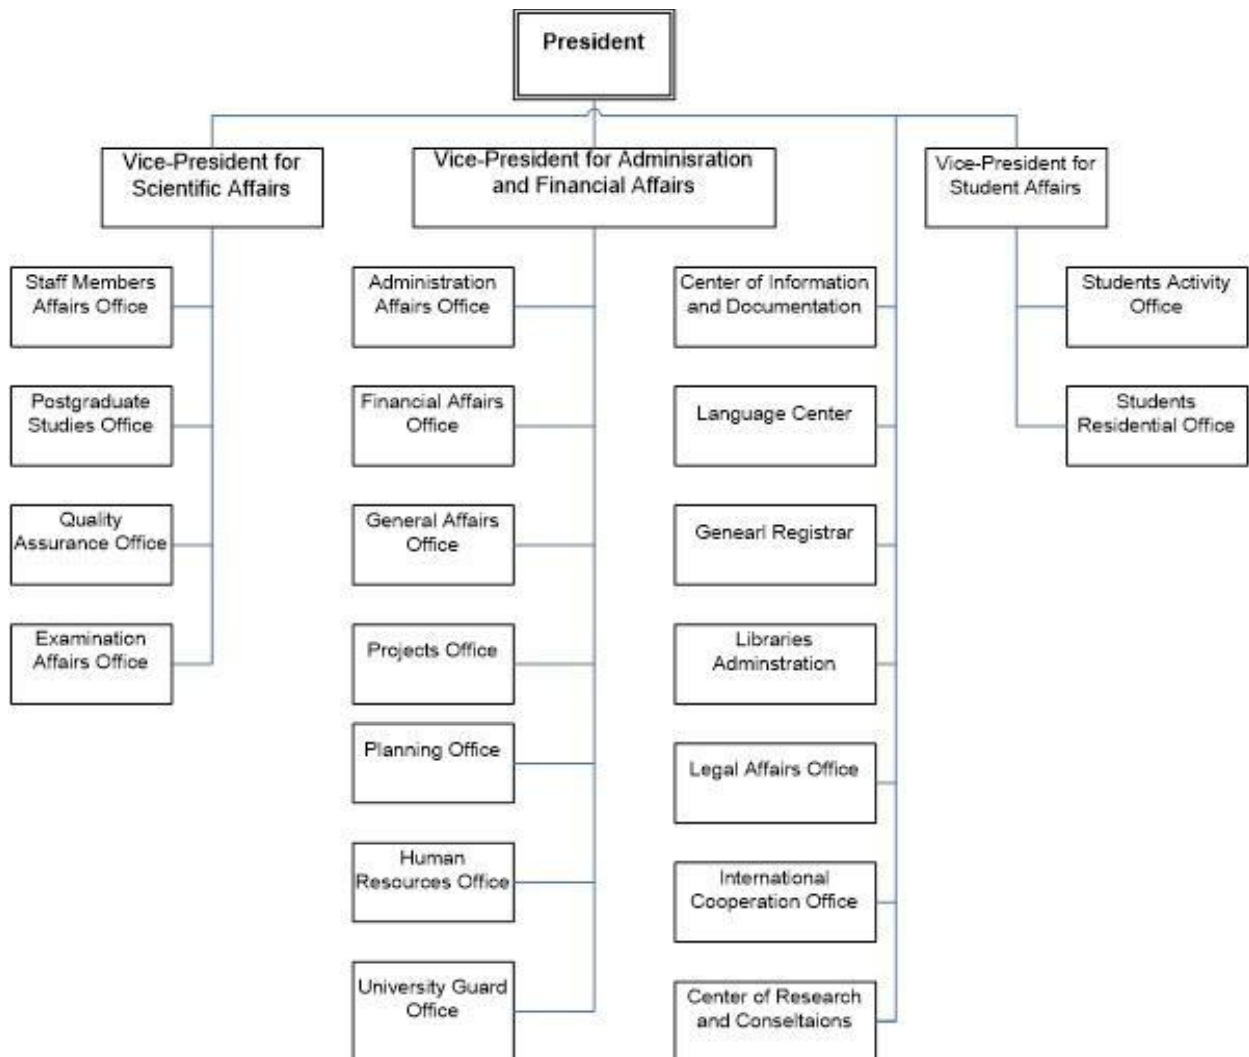 President
Vice-President for
Scientific Affairs
Vice-President for Adminisration
and Financial Affairs
Vice-President for
Student Affairs
Staff Members
Affairs Office
Postgraduate
Studies Office
Quality
Assurance Office
Examination
Affairs Office
Administration
Affairs Office
Financial Affairs
Office
General Affairs
Office
Projects Office
Planning Office
Human
Resources Office
University Guard
Office
Center of Information
and Documentation
Language Center
Genearl Registrar
Libraries
Adminstration
Legal Affairs Office
International
Cooperation Office
Center of Research
and Conseltaions
Students Activity
Office
Students
Residential Office